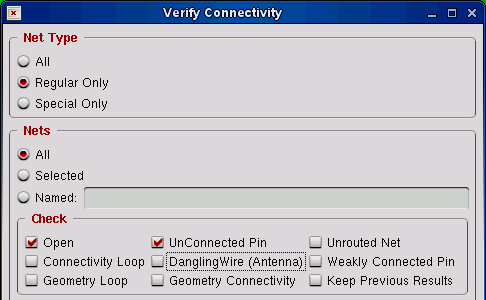 Verify Connectivity
Net Type
All
Regular Only
Special Only
Nets
All
Selected
Named:
Check
Open UnConnected Pin Unrouted Net
Connectivity Loop DanglingWire (Antenna) Weakly Connected Pin
Geometry Loop Geometry Connectivity Keep Previous Results